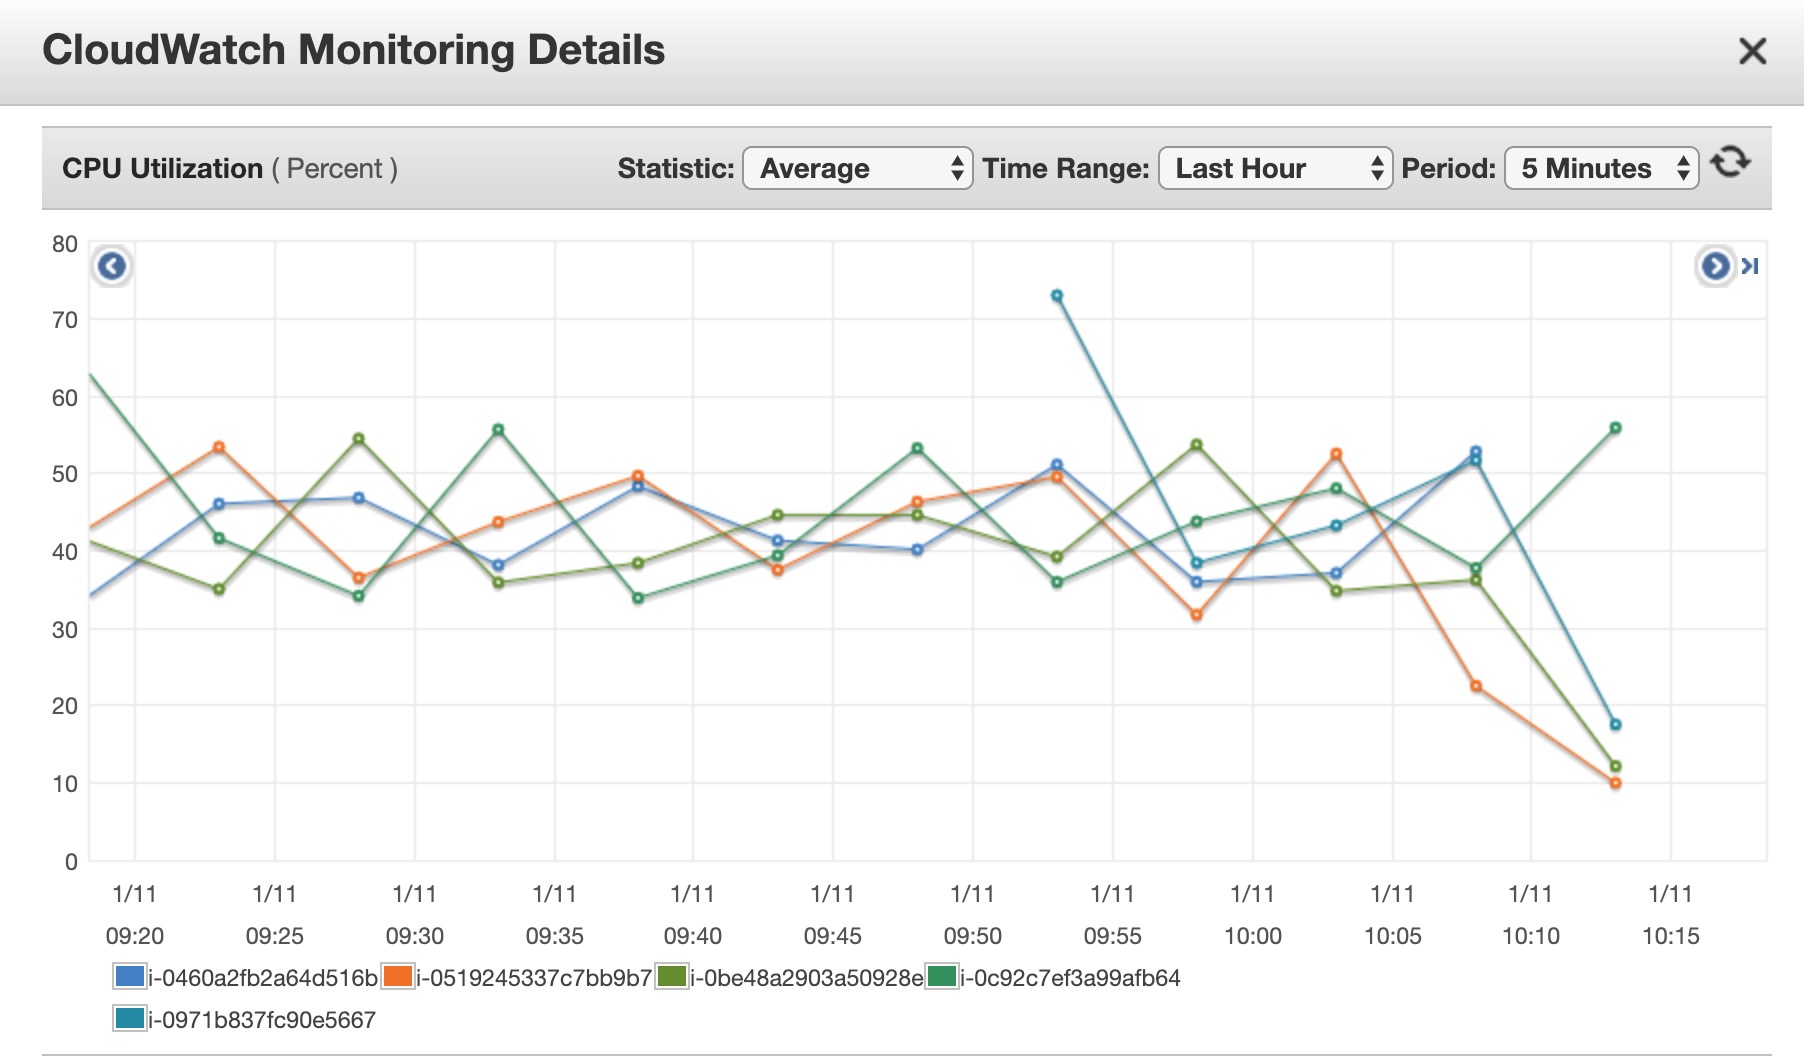 CloudWatch Monitoring Details
CPU Utilization ( Percent ) Statistic: Average Time Range: Last Hour Period: 5 Minutes
80
70
60
50
40
30
20
10
0
1/11 1/11 1/11 1/11 1/11 1/11 1/11 1/11 1/11 1/11 1/11 1/11
09:20 09:25 09:30 09:35 09:40 09:45 09:50 09:55 10:00 10:05 10:10 10:15
i-0460a2fb2a64d516b i-0519245337c7bb9b7 i-0be48a2903a50928e i-0c92c7ef3a99afb64
i-0971b837fc90e5667